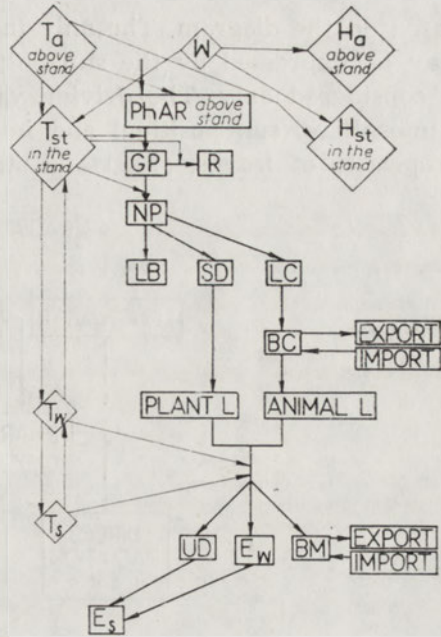 Ta
above
stand
W
Ha
above
stand
PhAR above
stand
Tst
in the
stand
Hst
in the
stand
GP
R
NP
LB
SD
LC
BC
EXPORT
IMPORT
PLANT L
ANIMAL L
Tw
Ts
UD
Ew
BM
EXPORT
IMPORT
Es